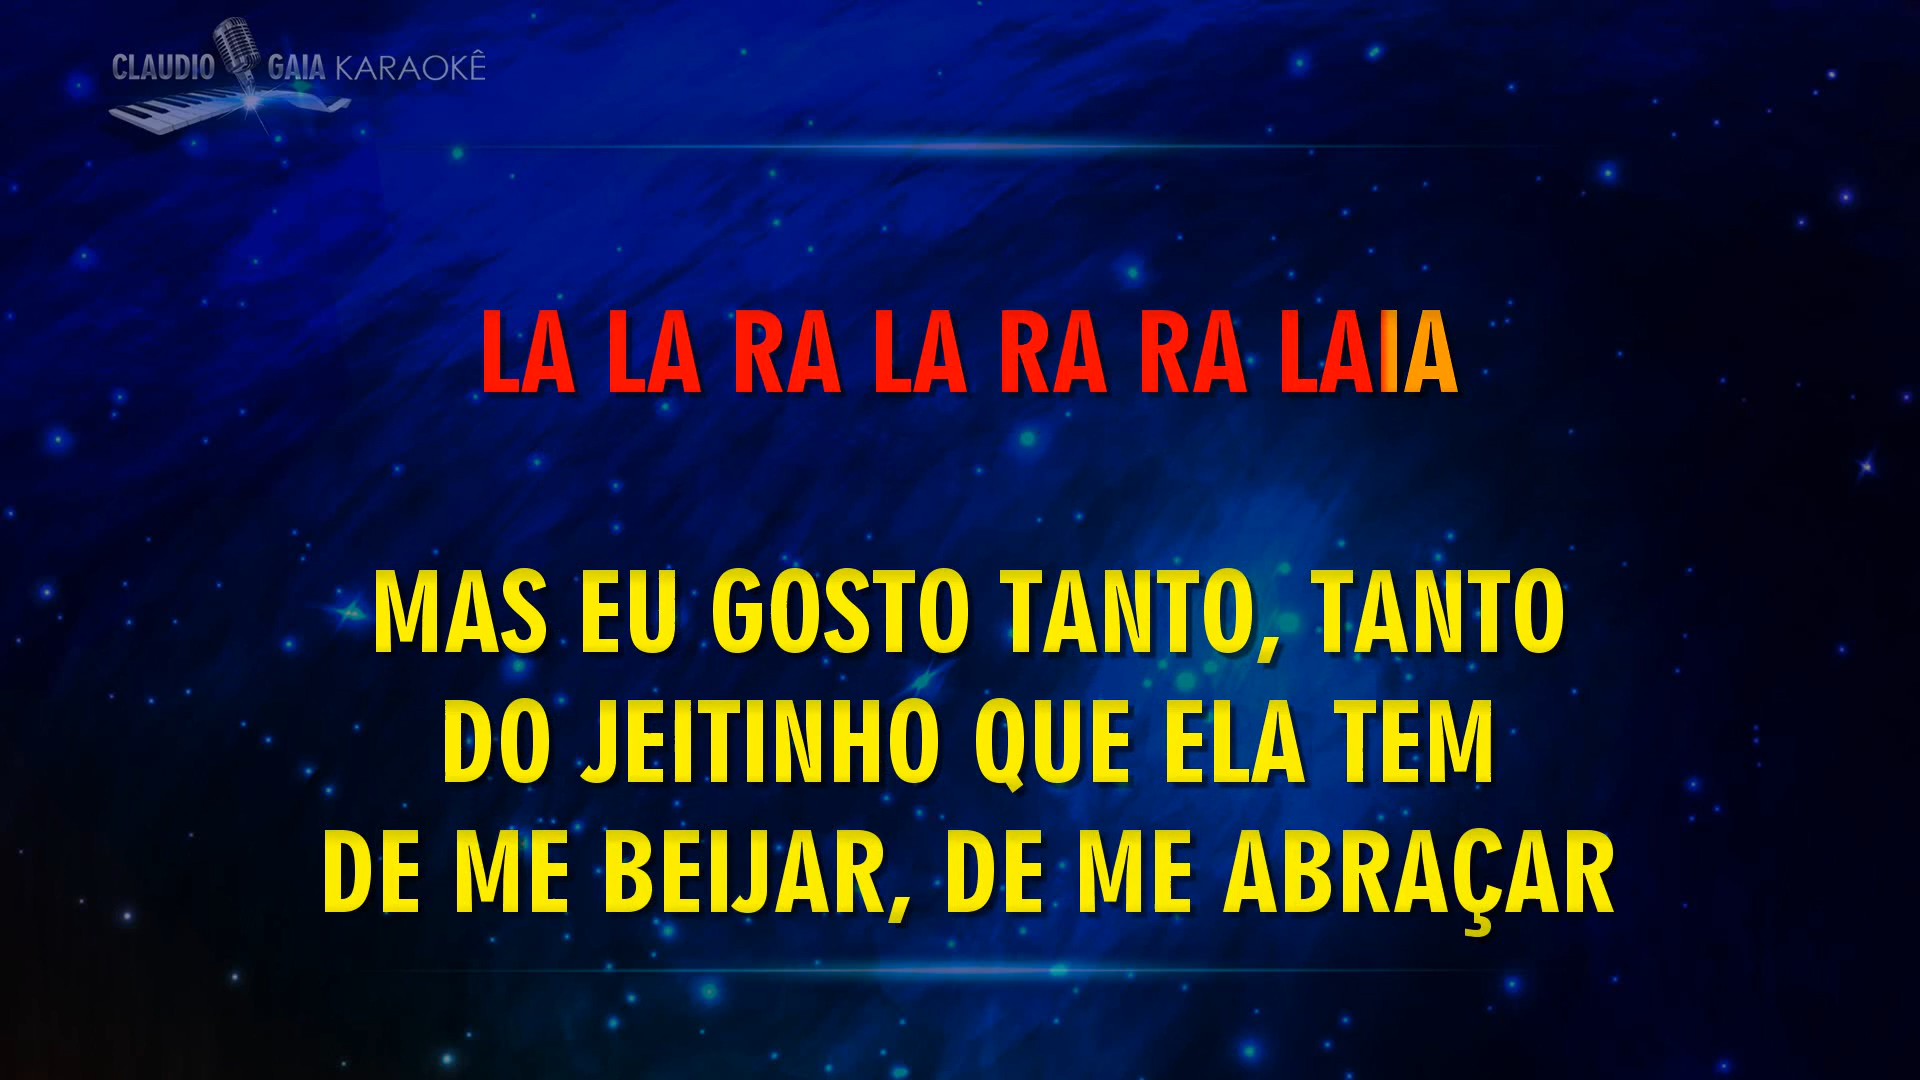 CLAUDIO GAIA KARAOKÊ
LA LA RA LA RA RA LAIA
MAS EU GOSTO TANTO, TANTO
DO JEITINHO QUE ELA TEM
DE ME BEIJAR, DE ME ABRAÇAR